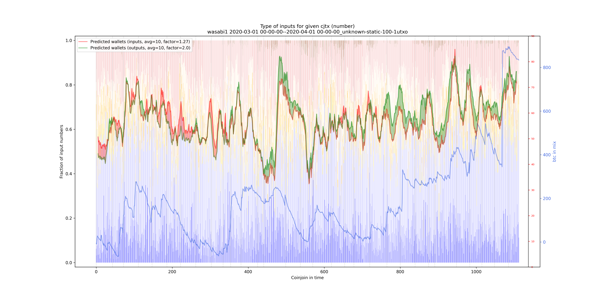 Type of inputs for given cjtx (number)
wasabi1 2020-03-01 00-00-00--2020-04-01 00-00-00_unknown-static-100-1utxo
Predicted wallets (inputs, avg=10, factor=1.27)
Predicted wallets (outputs, avg=10, factor=2.0)
1.0
0.8
0.6
0.4
0.2
0.0
Fraction of input numbers
0
200
400
600
800
1000
Coinjoin in time
800
600
400
200
0
btc in mix